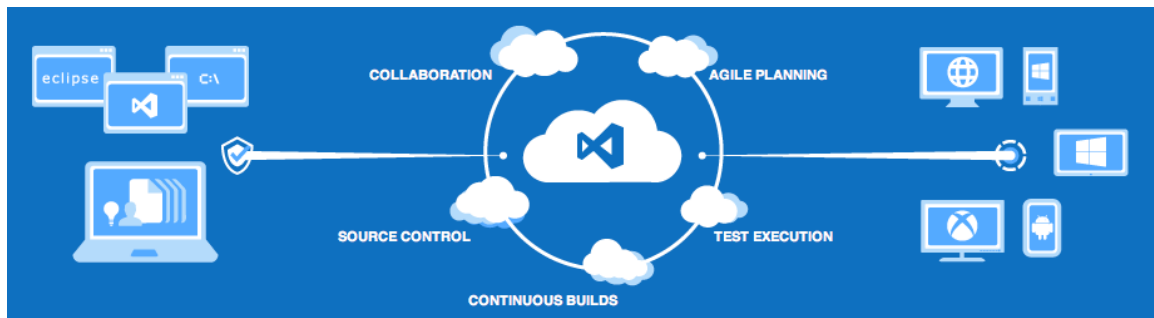 eclipse
C:\
COLLABORATION
AGILE PLANNING
SOURCE CONTROL
TEST EXECUTION
CONTINUOUS BUILDS